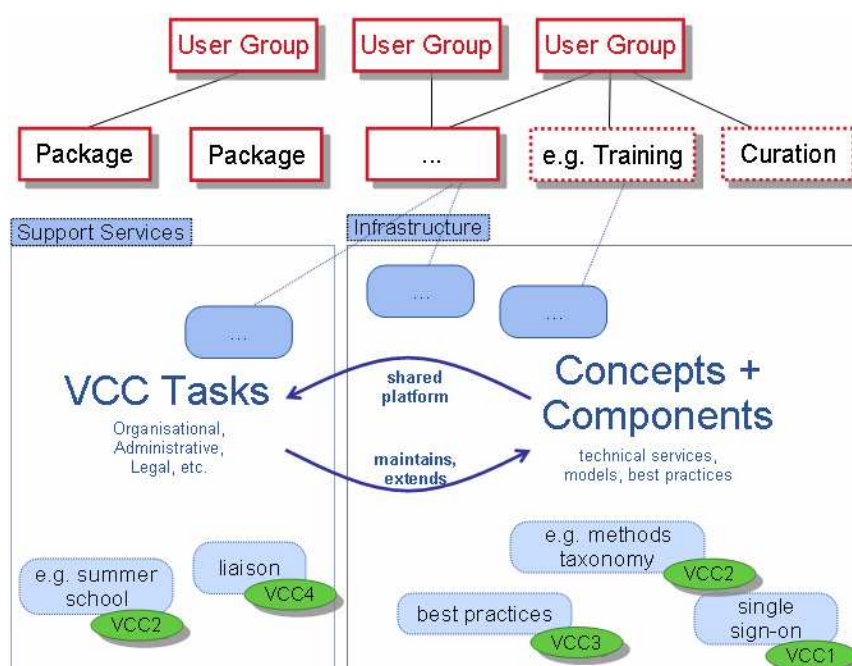 User Group
User Group
User Group
Package
Package
...
e.g. Training
Curation
Support Services
Infrastructure
...
...
...
VCC Tasks
Organisational,
Administrative,
Legal, etc.
shared
platform
maintains,
extends
Concepts +
Components
technical services,
models, best practices
e.g. summer
school
VCC2
liaison
VCC4
e.g. methods
taxonomy
VCC2
best practices
VCC3
single
sign-on
VCC1